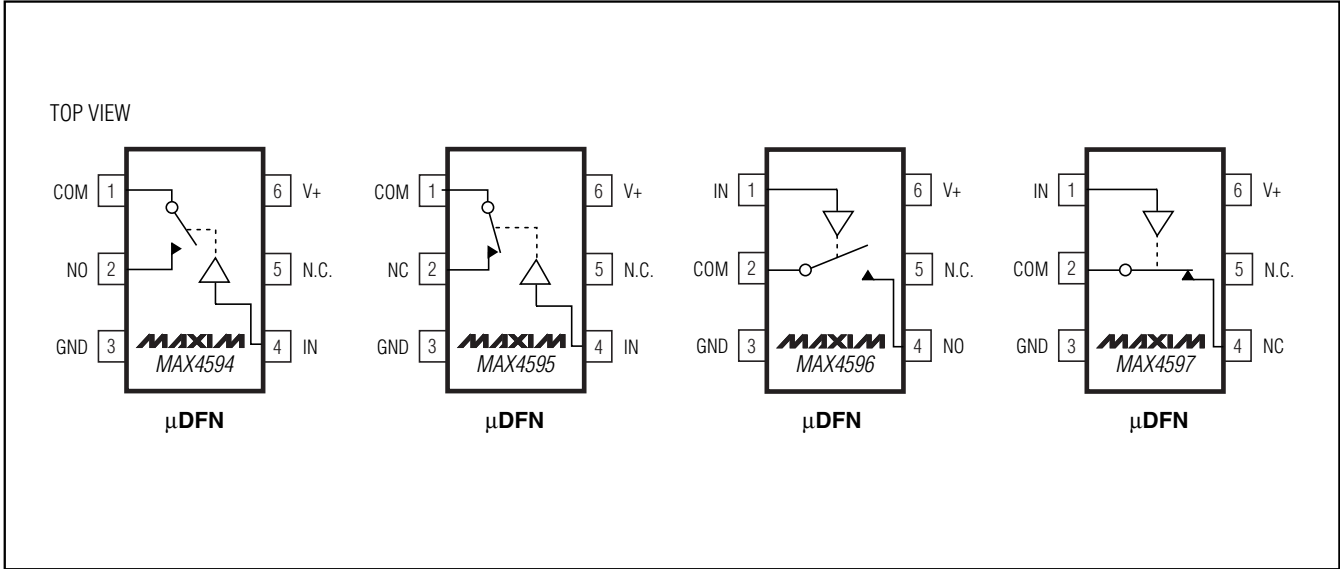 TOP VIEW
COM 1 6 V+
NO 2 5 N.C.
GND 3 4 IN
MAXIM
MAX4594
µDFN
COM 1 6 V+
NC 2 5 N.C.
GND 3 4 IN
MAXIM
MAX4595
µDFN
IN 1 6 V+
COM 2 5 N.C.
GND 3 4 NO
MAXIM
MAX4596
µDFN
IN 1 6 V+
COM 2 5 N.C.
GND 3 4 NC
MAXIM
MAX4597
µDFN